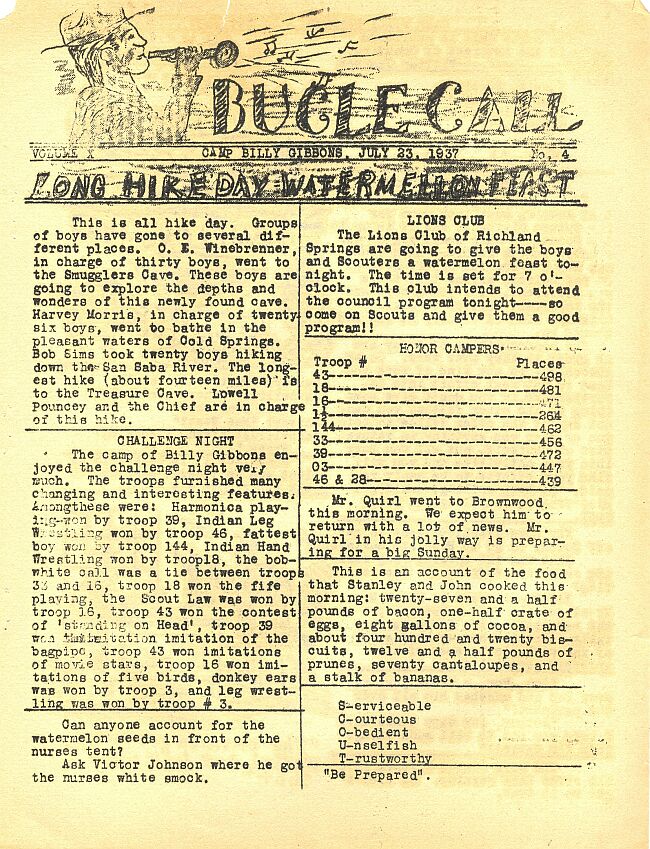 BUGLE CALL
VOLUME X CAMP BILLY GIBBONS, JULY 23, 1937 No. 4
LONG HIKE DAY WATERMELLON FEAST
This is all hike day. Groups
of boys have gone to several dif-
ferent places. O. E. Winebrenner,
in charge of thirty boys, went to
the Smugglers Cave. These boys are
going to explore the depths and
wonders of this newly found cave.
Harvey Morris, in charge of twenty
six boys, went to bathe in the
pleasant waters of Cold Springs.
Bob Sims took twenty boys hiking
down the San Saba River. The long-
est hike (about fourteen miles) is
to the Treasure Cave. Lowell
Pouncey and the Chief are in charge
of this hike.
CHALLENGE NIGHT
The camp of Billy Gibbons en-
joyed the challenge night very
much. The troops furnished many
changing and interesting features.
Amongthese were: Harmonica play-
ing-won by troop 39, Indian Leg
Wrestling won by troop 46, fattest
boy won by troop 144, Indian Hand
Wrestling won by troop18, the bob-
white call was a tie between troops
33 and 16, troop 18 won the fife
playing, the Scout Law was won by
troop 16, troop 43 won the contest
of 'standing on Head', troop 39
won imitation of the
bagpipe, troop 43 won imitations
of movie stars, troop 16 won imi-
tations of five birds, donkey ears
was won by troop 3, and leg wrest-
ling was won by troop # 3.
Can anyone account for the
watermelon seeds in front of the
nurses tent?
Ask Victor Johnson where he got
the nurses white smock.
LIONS CLUB
The Lions Club of Richland
Springs are going to give the boys
and Scouters a watermelon feast to-
night. The time is set for 7 o'-
clock. This club intends to attend
the council program tonight----so
come on Scouts and give them a good
program!!
HONOR CAMPERS
Troop # Places
43------------------------498
18------------------------481
16------------------------471
------------------------264
144-----------------------462
33------------------------456
39------------------------472
03------------------------447
46 & 28-------------------439
Mr. Quirl went to Brownwood
this morning. We expect him to
return with a lot of news. Mr.
Quirl in his jolly way is prepar-
ing for a big Sunday.
This is an account of the food
that Stanley and John cooked this
morning: twenty-seven and a half
pounds of bacon, one-half crate of
eggs, eight gallons of cocoa, and
about four hundred and twenty bis-
cuits, twelve and a half pounds of
prunes, seventy cantaloupes, and
a stalk of bananas.
S-erviceable
C-ourteous
O-bedient
U-nselfish
T-rustworthy
"Be Prepared".